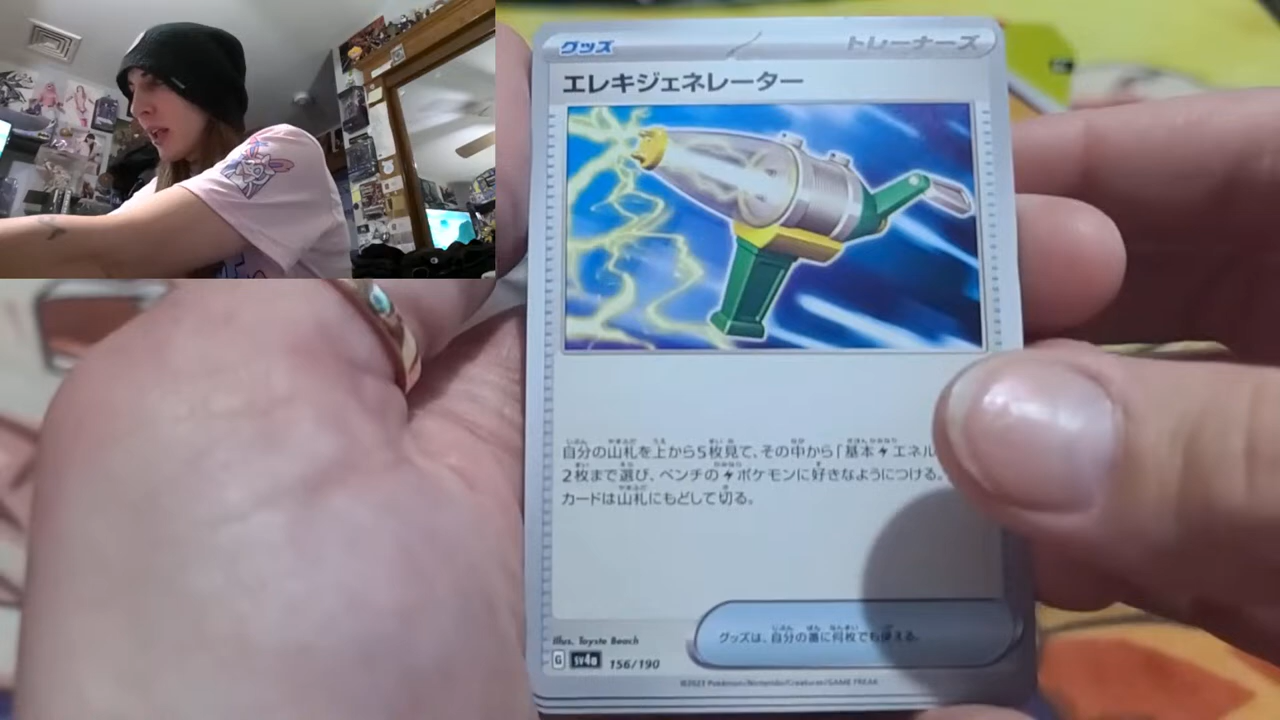 グッズ
トレーナーズ
エレキジェネレーター
自分の山札を上から5枚見て、その中から「基本エネル
2枚まで選び、ベンチのポケモンに好きなようにつける。
カードは山札にもどして切る。
グッズは、自分の番に何枚でも使える。
Illus. Toyste Beach
G sv4a 156/190
©2023 Pokémon/Nintendo/Creatures/GAME FREAK